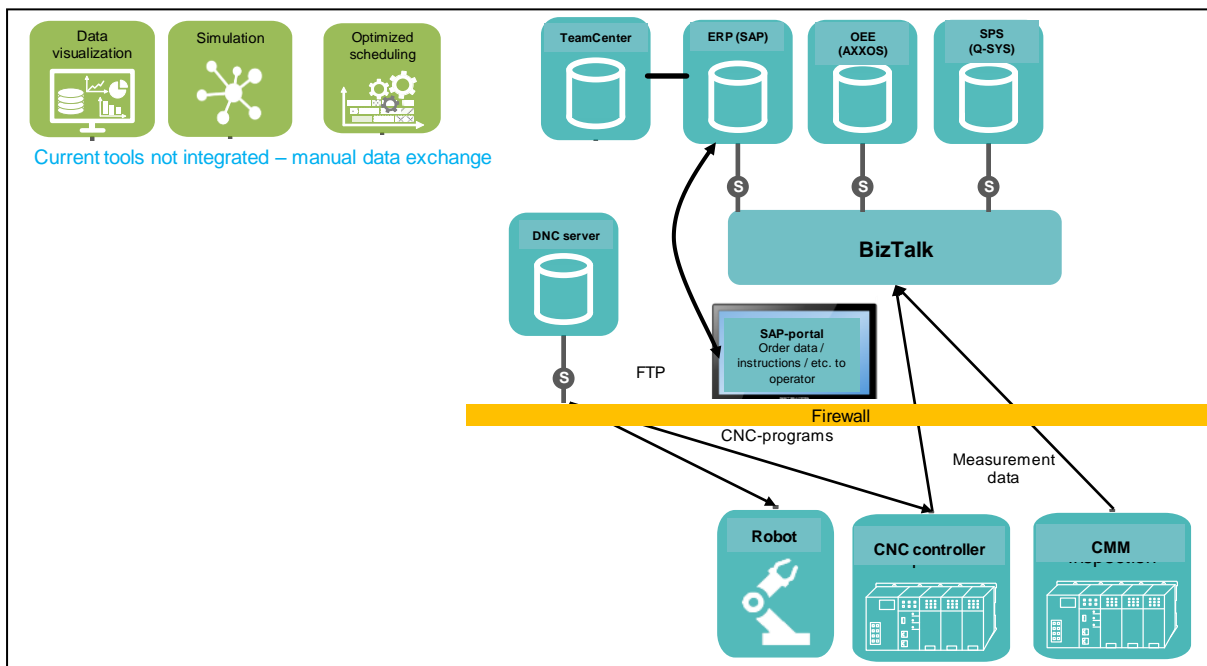 Data
visualization
Simulation
Optimized
scheduling
TeamCenter
ERP (SAP)
OEE
(AXXOS)
SPS
(Q-SYS)
Current tools not integrated – manual data exchange
S
S
S
DNC server
BizTalk
SAP-portal
Order data /
instructions / etc. to
operator
S
FTP
Firewall
CNC-programs
Measurement
data
Robot
CNC controller
CMM